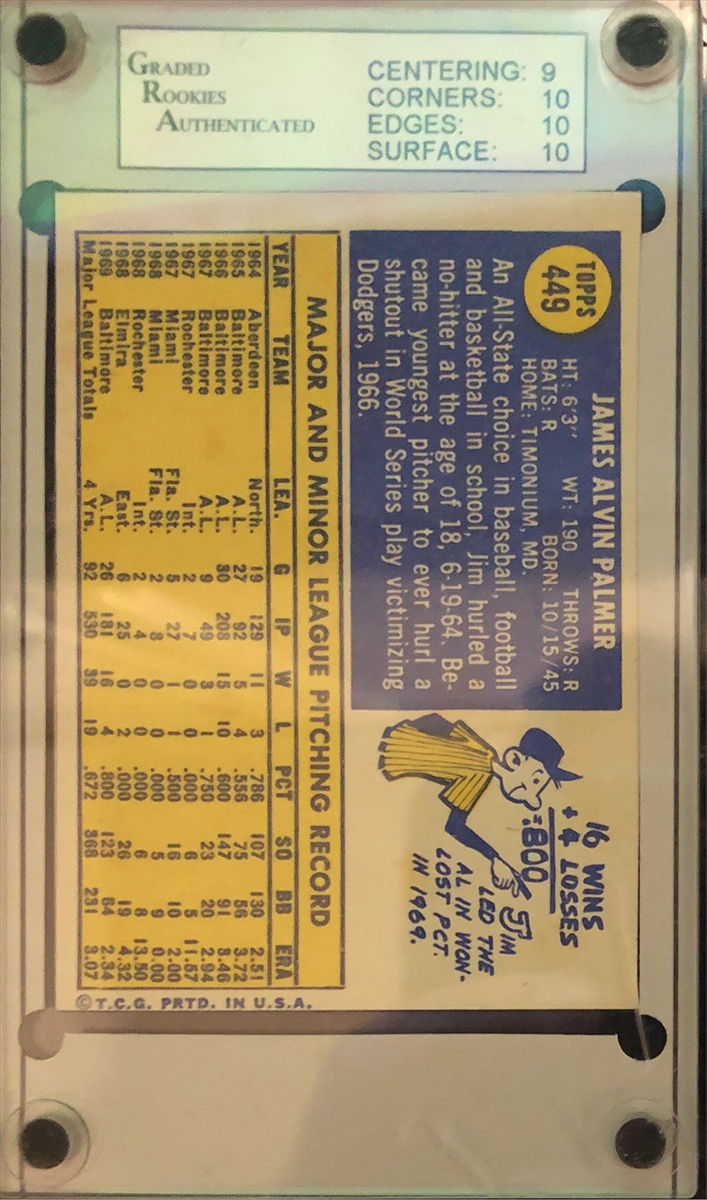 GRADED
ROOKIES
AUTHENTICATED
CENTERING: 9
CORNERS: 10
EDGES: 10
SURFACE: 10
TOPPS
449
JAMES ALVIN PALMER
HT: 6'3" WT: 190 THROWS: R
BATS: R BORN: 10/15/45
HOME: TIMONIUM, MD.
An All-State choice in baseball, football
and basketball in school, Jim hurled a
no-hitter at the age of 18, 6-19-64. Be-
came youngest pitcher to ever hurl a
shutout in World Series play victimizing
Dodgers, 1966.
16 WINS
+ 4 LOSSES
=.800
JIM
LED THE
AL IN WON-
LOST PCT.
IN 1969.
MAJOR AND MINOR LEAGUE PITCHING RECORD
YEAR TEAM LEA. G IP W L PCT SO BB ERA
1964 Aberdeen North. 19 129 11 3 .786 107 130 2.51
1965 Baltimore A.L. 27 92 5 4 .556 75 56 3.72
1966 Baltimore A.L. 30 208 15 10 .600 147 91 3.46
1967 Baltimore A.L. 9 49 3 1 .750 23 20 2.94
1967 Rochester Int. 2 7 0 0 .000 6 5 11.57
1967 Miami Fla. St. 5 27 1 1 .500 16 10 2.00
1968 Miami Fla. St. 2 8 0 0 .000 5 9 0.00
1968 Rochester Int. 2 4 0 0 .000 6 8 13.50
1968 Elmira East. 6 25 0 2 .000 26 19 4.32
1969 Baltimore A.L. 26 181 16 4 .800 123 64 2.34
Major League Totals 4 Yrs. 92 530 39 19 .672 368 231 3.07
©T.C.G. PRTD. IN U.S.A.